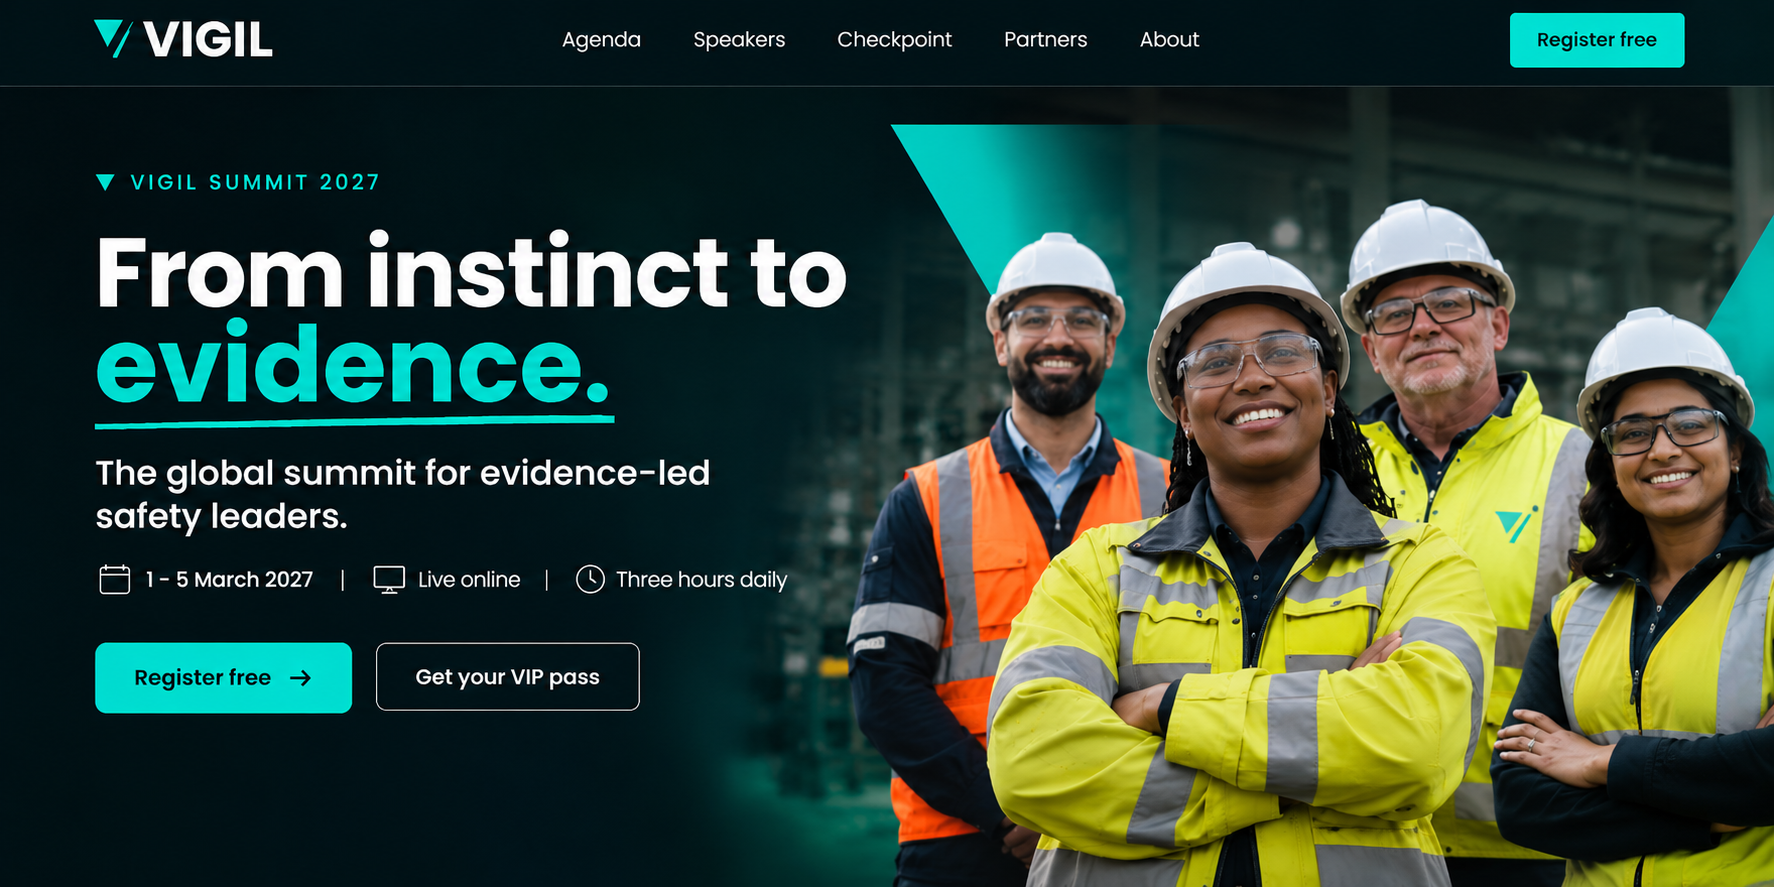 VIGIL
Agenda
Speakers
Checkpoint
Partners
About
Register free
VIGIL SUMMIT 2027
From instinct to
evidence.
The global summit for evidence-led
safety leaders.
1 - 5 March 2027 | Live online | Three hours daily
Register free →
Get your VIP pass